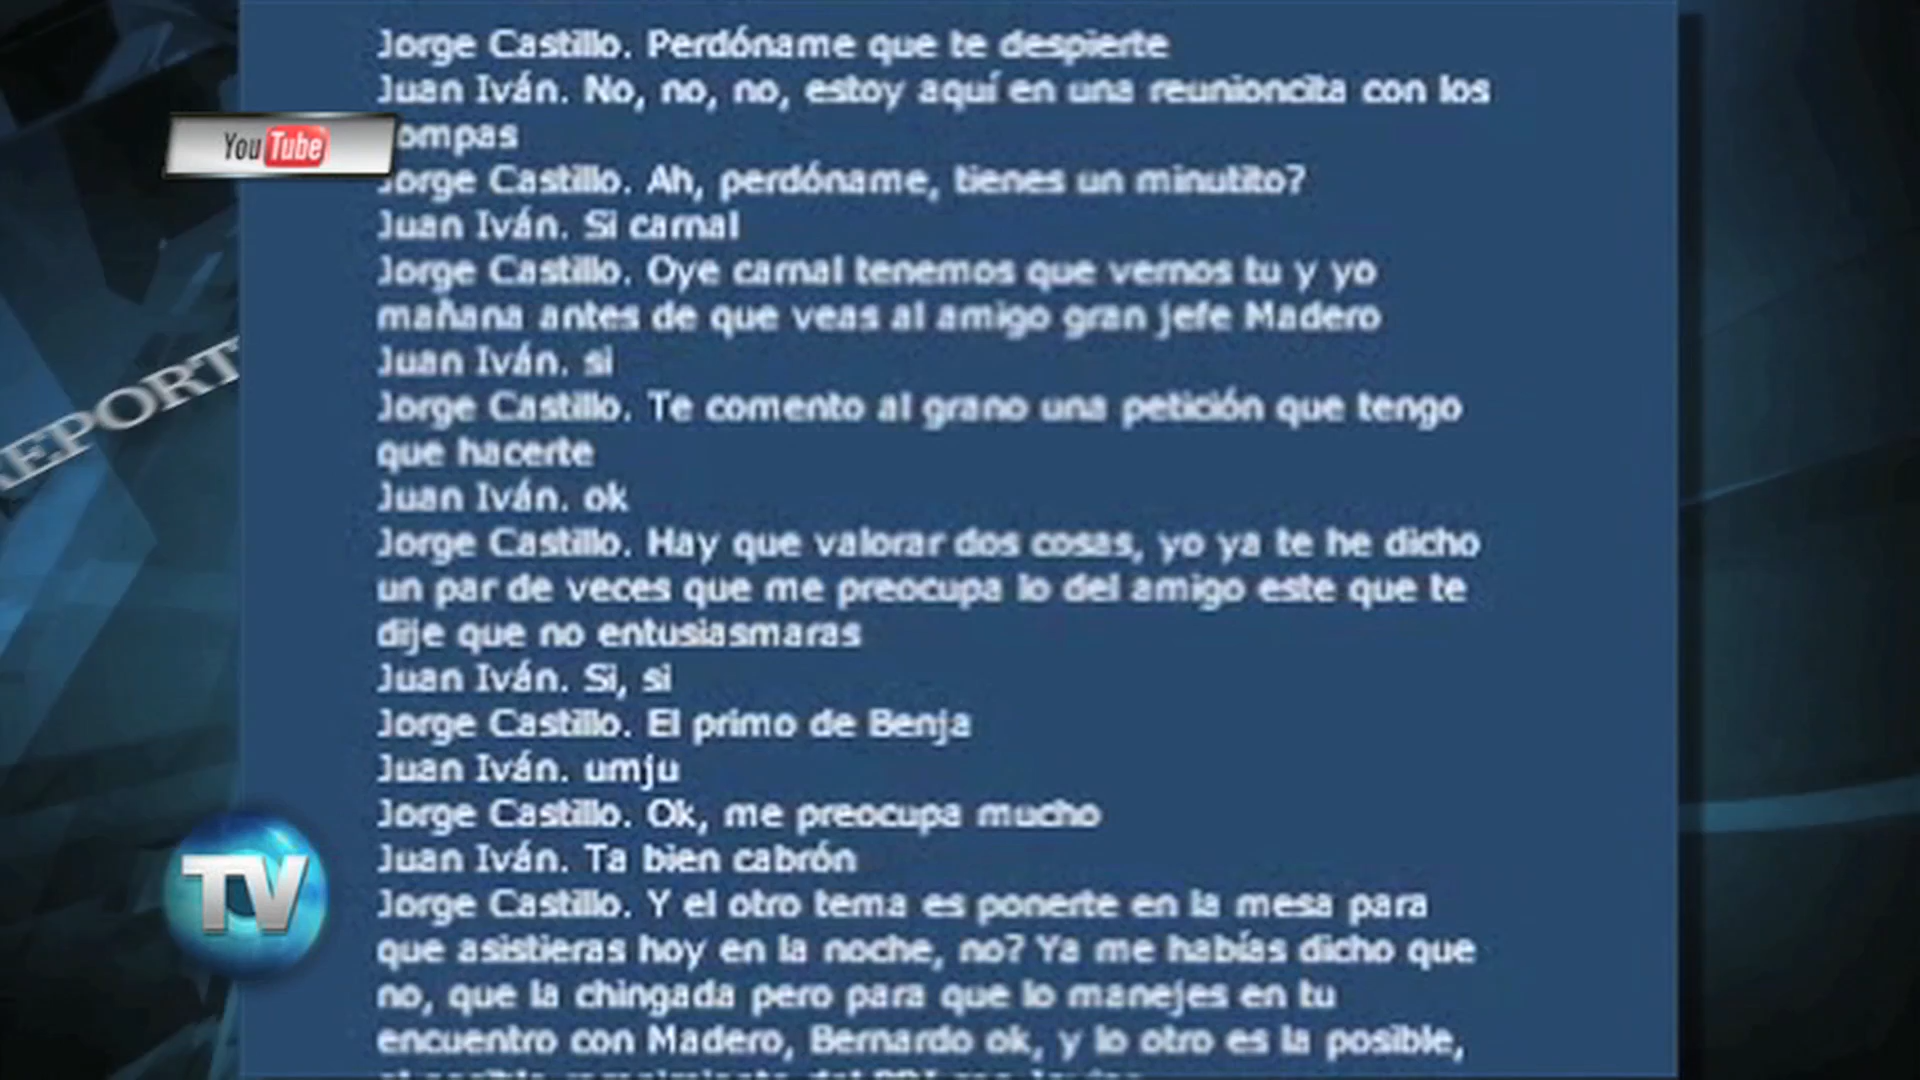 Jorge Castillo. Perdóname que te despierte
Juan Iván. No, no, no, estoy aquí en una reunioncita con los
ompas
YouTube
Jorge Castillo. Ah, perdóname, tienes un minutito?
Juan Iván. Si carnal
Jorge Castillo. Oye carnal tenemos que vernos tu y yo
mañana antes de que veas al amigo gran jefe Madero
Juan Iván. si
EPORT
Jorge Castillo. Te comento al grano una petición que tengo
que hacerte
Juan Iván. ok
Jorge Castillo. Hay que valorar dos cosas, yo ya te he dicho
un par de veces que me preocupa lo del amigo este que te
dije que no entusiasmaras
Juan Iván. Si, si
Jorge Castillo. El primo de Benja
Juan Iván. umju
Jorge Castillo. Ok, me preocupa mucho
Juan Iván. Ta bien cabrón
TV
Jorge Castillo. Y el otro tema es ponerte en la mesa para
que asistieras hoy en la noche, no? Ya me habías dicho que
no, que la chingada pero para que lo manejes en tu
encuentro con Madero, Bernardo ok, y lo otro es la posible,